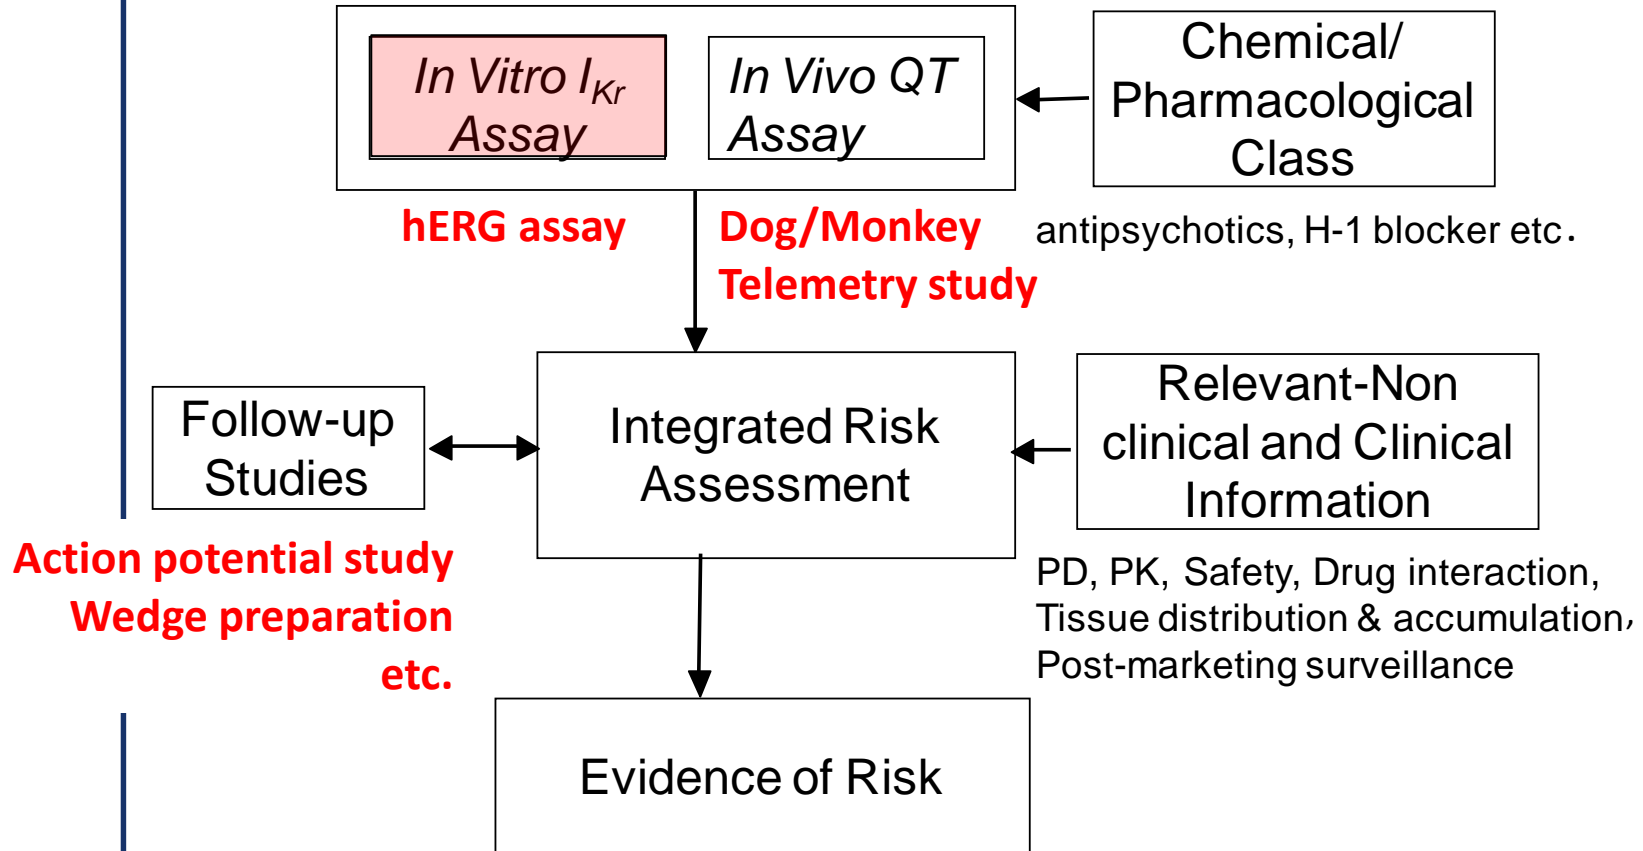 In Vitro IKr
Assay
In Vivo QT
Assay
Chemical/
Pharmacological
Class
hERG assay
Dog/Monkey
Telemetry study
antipsychotics, H-1 blocker etc.
Follow-up
Studies
Integrated Risk
Assessment
Relevant-Non
clinical and Clinical
Information
Action potential study
Wedge preparation
etc.
PD, PK, Safety, Drug interaction,
Tissue distribution & accumulation,
Post-marketing surveillance
Evidence of Risk